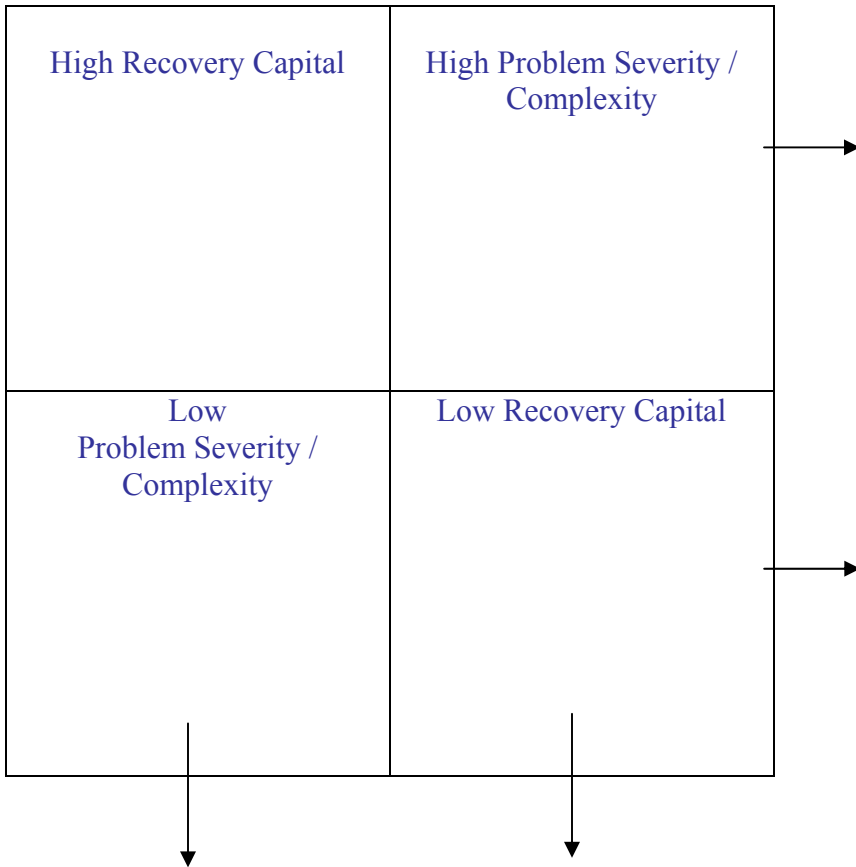 High Recovery Capital
High Problem Severity /
Complexity
Low
Problem Severity /
Complexity
Low Recovery Capital